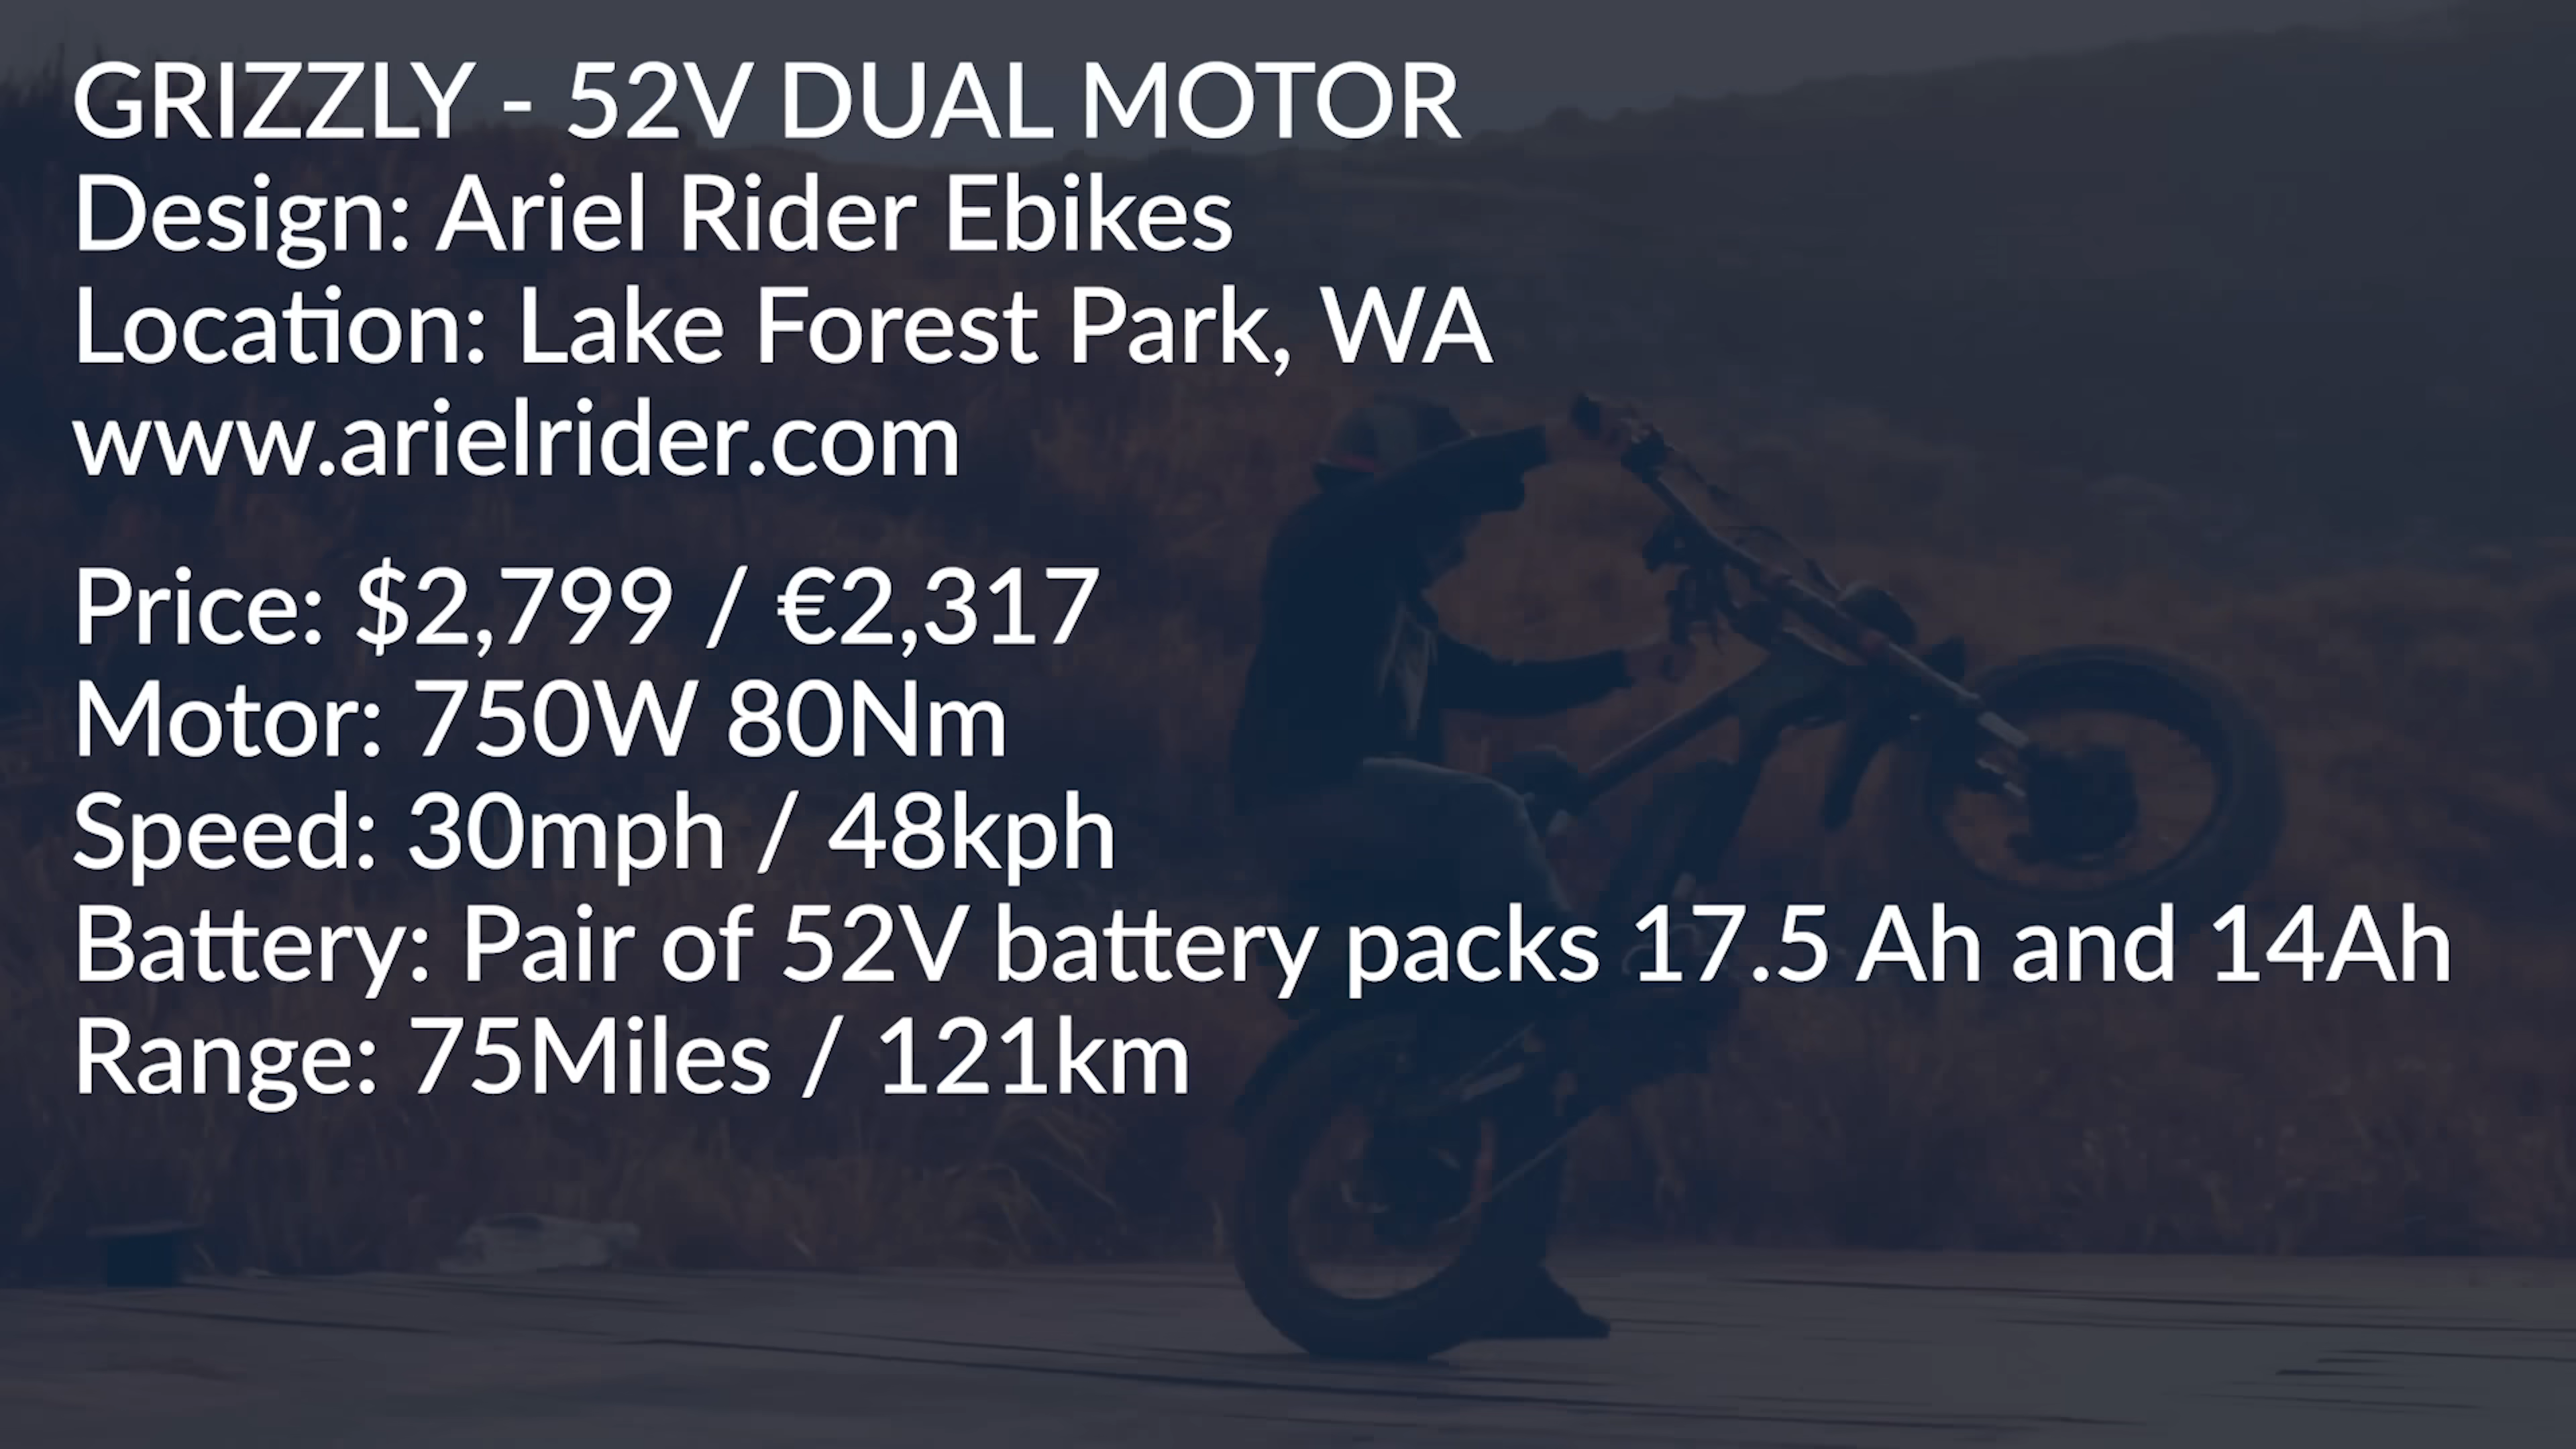 GRIZZLY - 52V DUAL MOTOR
Design: Ariel Rider Ebikes
Location: Lake Forest Park, WA
www.arielrider.com
Price: $2,799 / €2,317
Motor: 750W 80Nm
Speed: 30mph / 48kph
Battery: Pair of 52V battery packs 17.5 Ah and 14Ah
Range: 75Miles / 121km